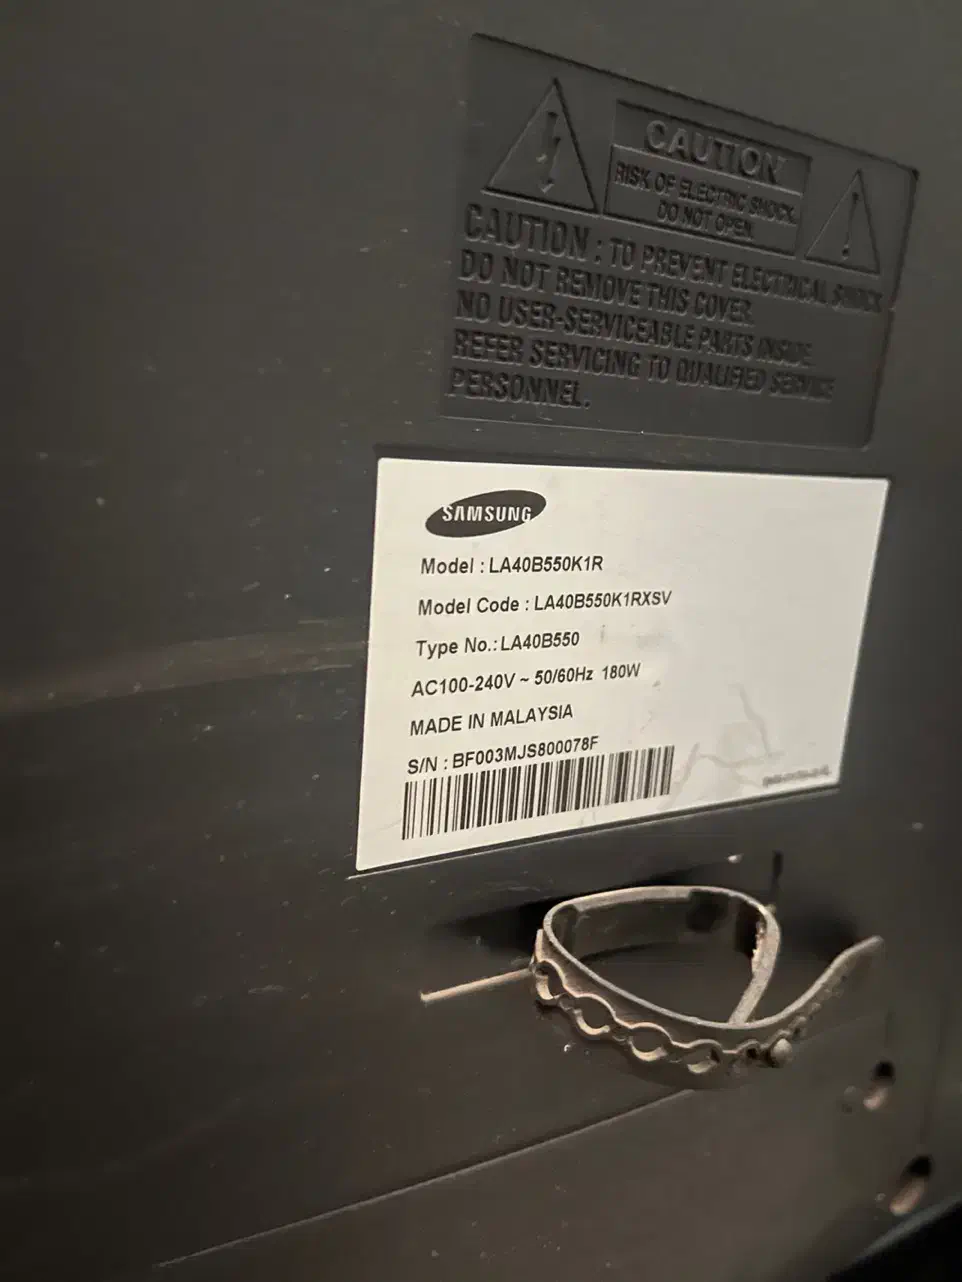 CAUTION
RISK OF ELECTRIC SHOCK.
DO NOT OPEN.
CAUTION : TO PREVENT ELECTRICAL SHOCK
DO NOT REMOVE THIS COVER.
NO USER-SERVICEABLE PARTS INSIDE.
REFER SERVICING TO QUALIFIED SERVICE
PERSONNEL.
SAMSUNG
Model : LA40B550K1R
Model Code : LA40B550K1RXSV
Type No.: LA40B550
AC100-240V ~ 50/60Hz 180W
MADE IN MALAYSIA
S/N : BF003MJS800078F